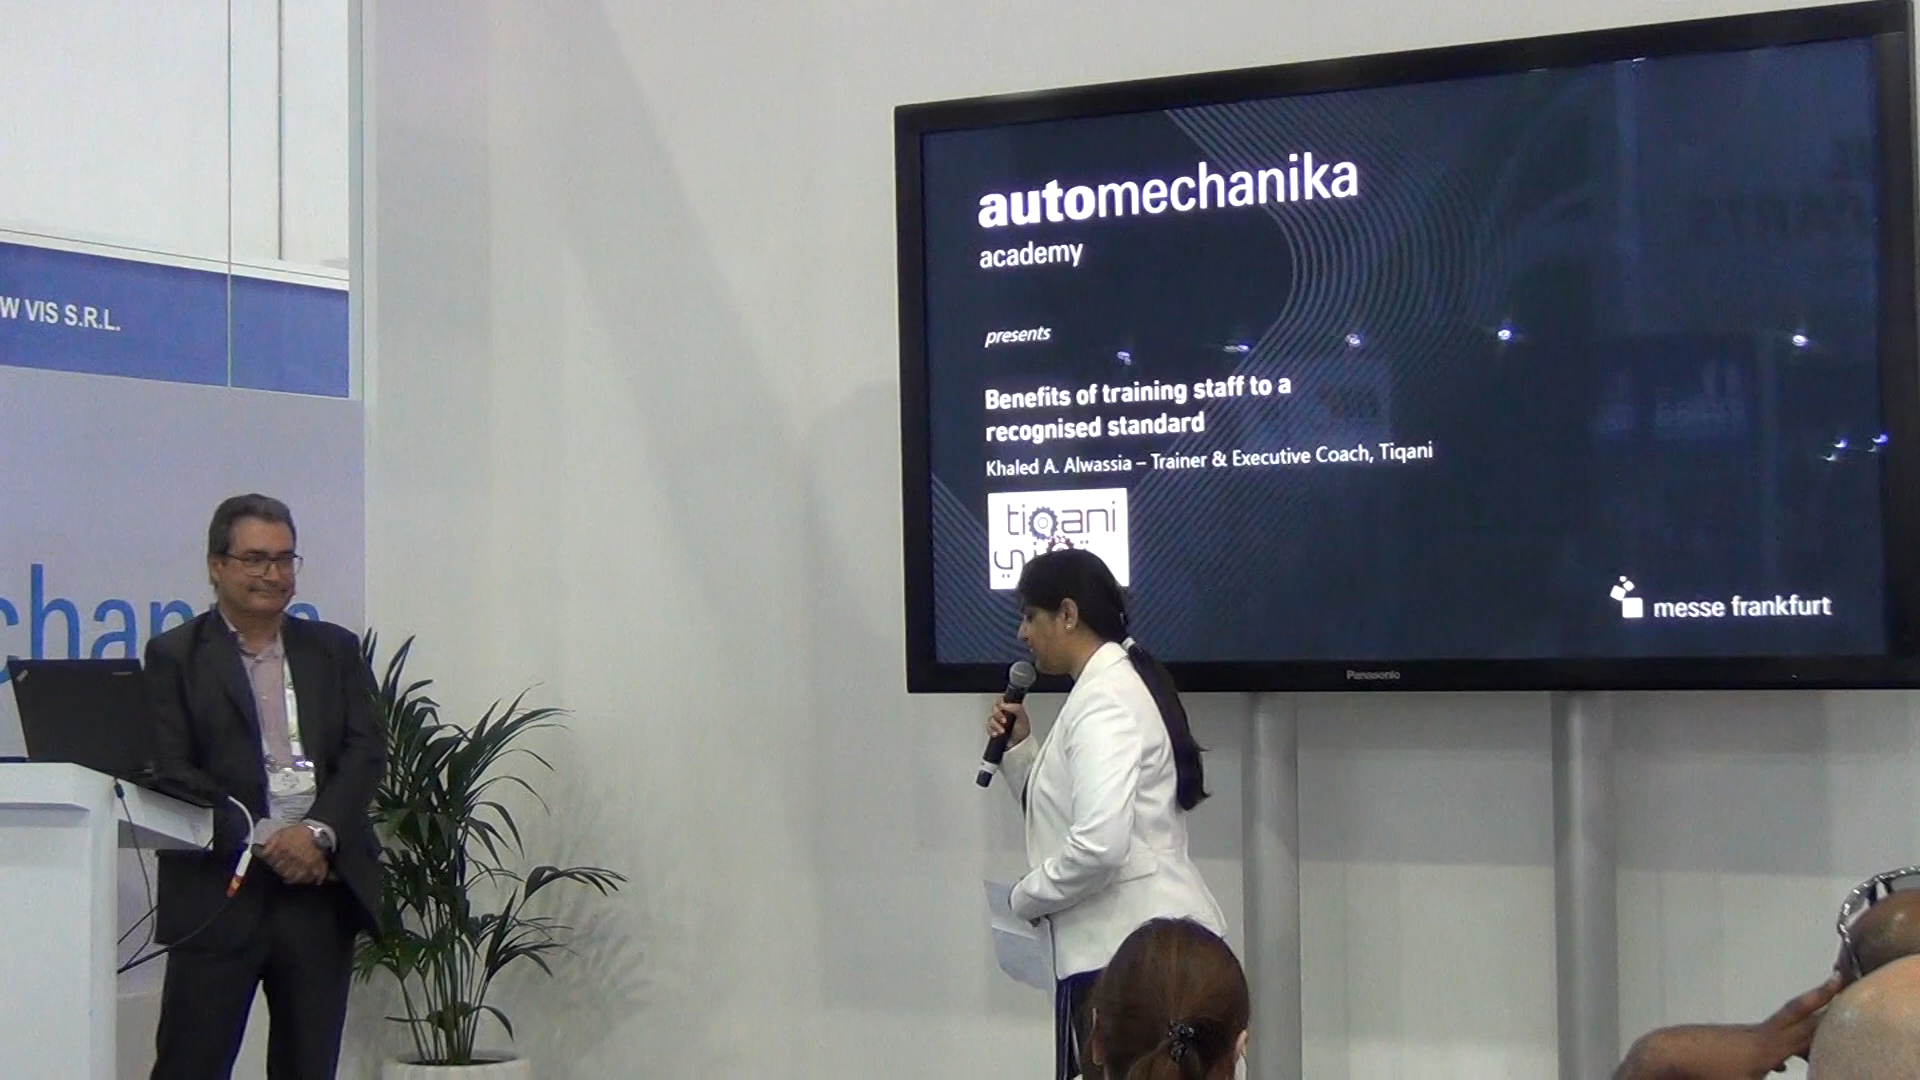 W VIS S.R.L.
chan
automechanika
academy
presents
Benefits of training staff to a
recognised standard
Khaled A. Alwassia – Trainer & Executive Coach, Tiqani
tiqani
messe frankfurt
Panasonic